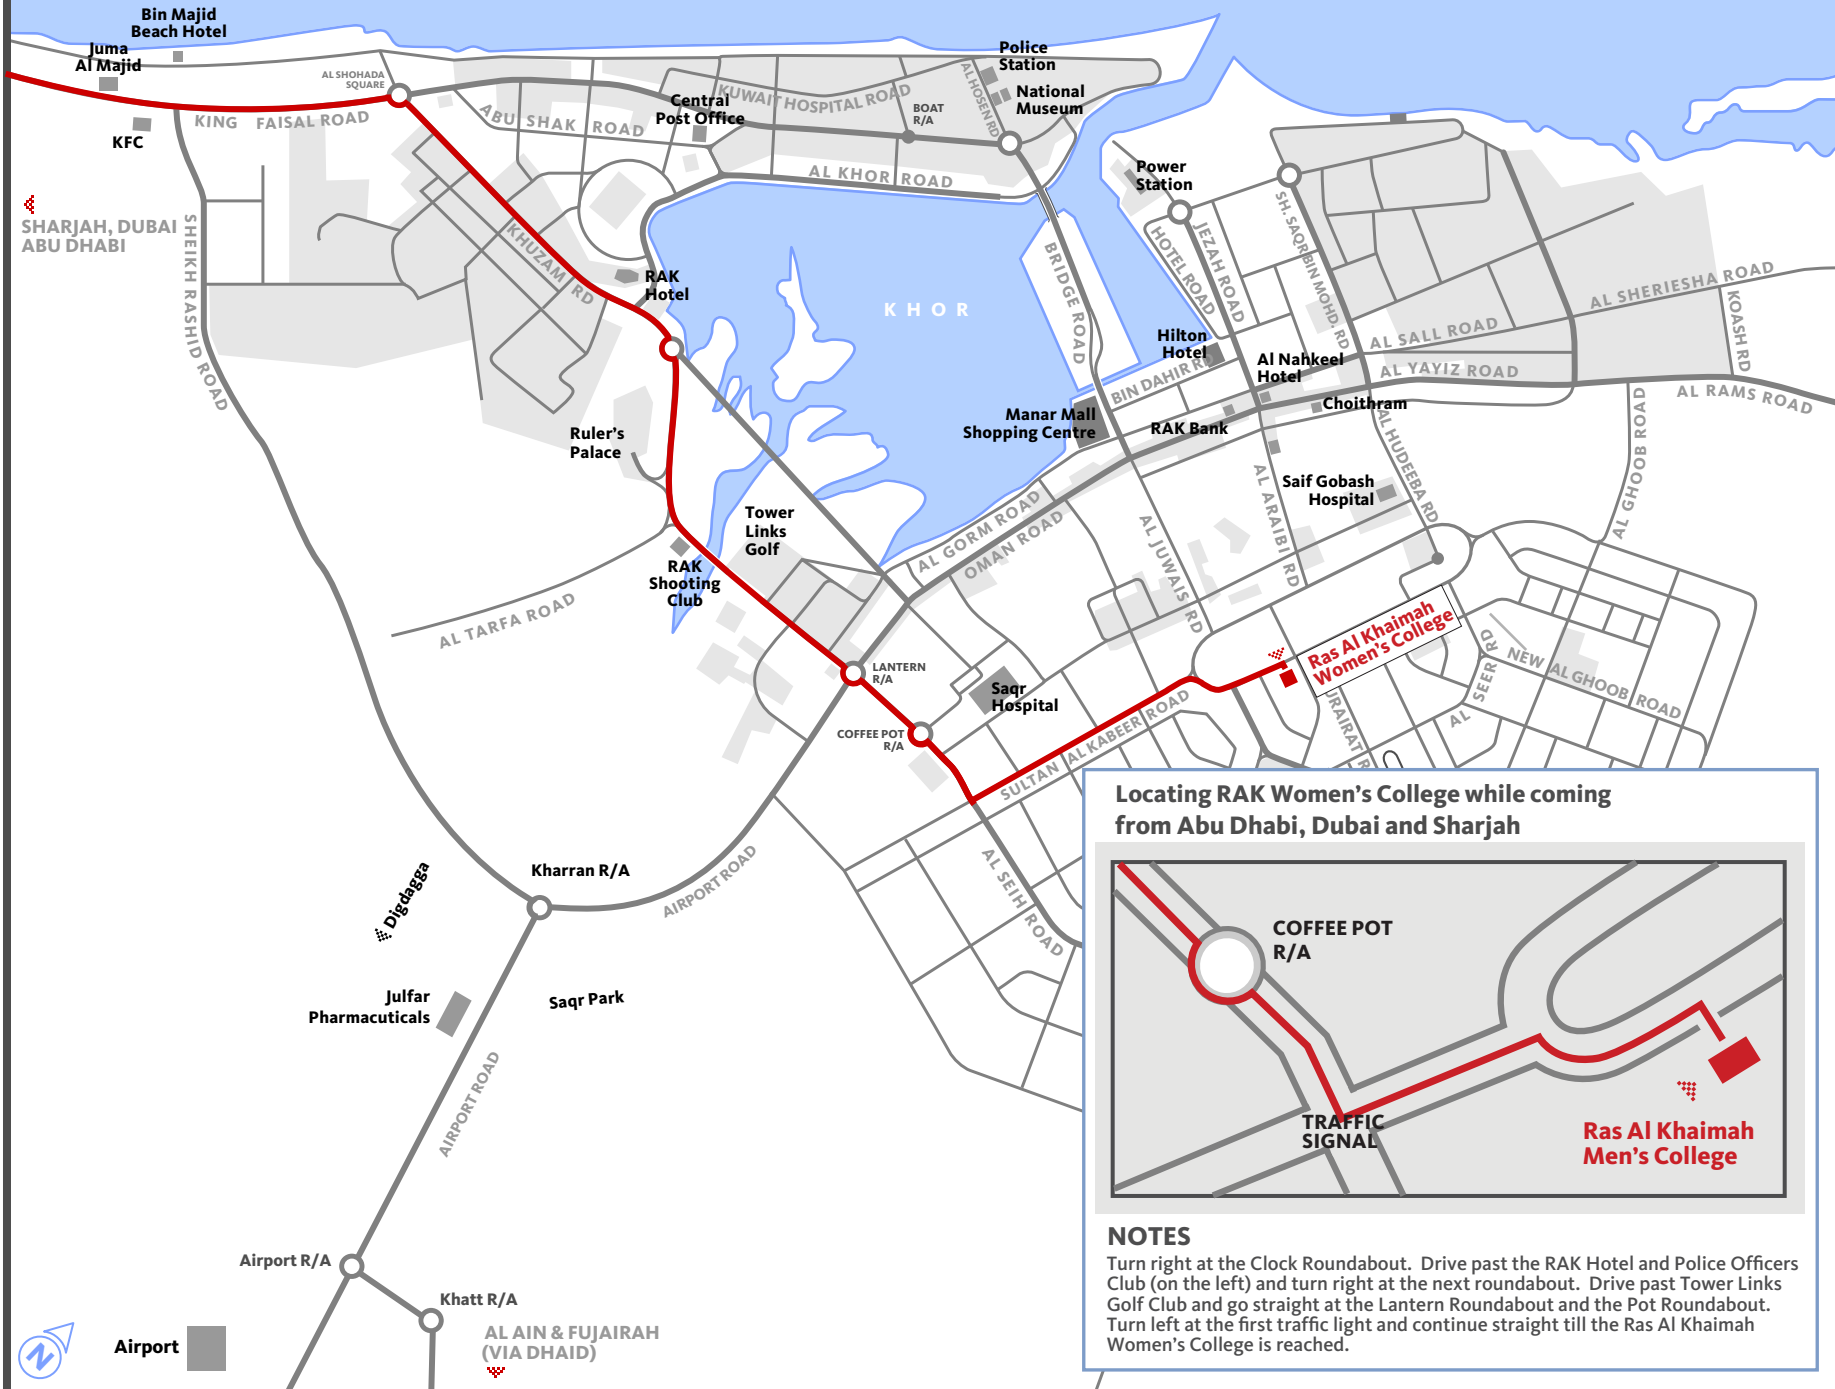 Bin Majid
Beach Hotel
Juma
Al Majid
KFC
AL SHOHADA
SQUARE
KING FAISAL ROAD
ABU SHAK ROAD
KUWAIT HOSPITAL ROAD
Central
Post Office
BOAT
R/A
AL HOSEN RD
Police
Station
National
Museum
AL KHOR ROAD
Power
Station
SHARJAH, DUBAI
ABU DHABI
SHEIKH RASHID ROAD
KHUZAM RD
RAK
Hotel
KHOR
BRIDGE ROAD
HOTEL ROAD
JEZAH ROAD
SH. SAQR BIN MOHD. RD
AL SHERIESHA ROAD
KOASH RD
AL SALL ROAD
AL YAYIZ ROAD
AL RAMS ROAD
Hilton
Hotel
BIN DAHIR RD
Al Nahkeel
Hotel
Choithram
Manar Mall
Shopping Centre
RAK Bank
Ruler's
Palace
AL HUDEEBA RD
AL GHOOB ROAD
Saif Gobash
Hospital
AL ARAIBI RD
AL JUWAIS RD
Tower
Links
Golf
AL GORM ROAD
OMAN ROAD
RAK
Shooting
Club
AL TARFA ROAD
Ras Al Khaimah
Women's College
LANTERN
R/A
COFFEE POT
R/A
Saqr
Hospital
SULTAN AL KABEER ROAD
URAIRAT R
AL SEER RD
NEW AL GHOOB ROAD
AL SEIH ROAD
Kharran R/A
AIRPORT ROAD
Digdagga
Julfar
Pharmacuticals
Saqr Park
AIRPORT ROAD
Airport R/A
Khatt R/A
Airport
AL AIN & FUJAIRAH
(VIA DHAID)
N
Locating RAK Women's College while coming
from Abu Dhabi, Dubai and Sharjah
COFFEE POT
R/A
TRAFFIC
SIGNAL
Ras Al Khaimah
Men's College
NOTES
Turn right at the Clock Roundabout. Drive past the RAK Hotel and Police Officers
Club (on the left) and turn right at the next roundabout. Drive past Tower Links
Golf Club and go straight at the Lantern Roundabout and the Pot Roundabout.
Turn left at the first traffic light and continue straight till the Ras Al Khaimah
Women's College is reached.